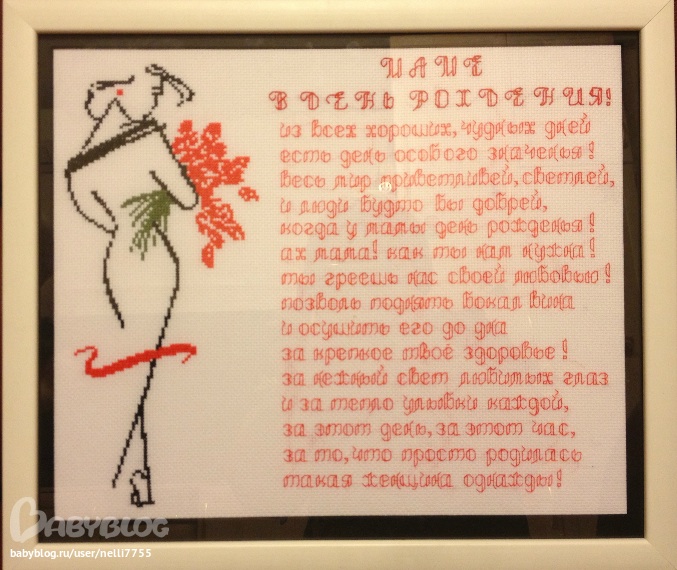 МАМЕ
В ДЕНЬ РОЖДЕНИЯ!
из всех хороших, чудных дней
есть день особого значенья!
весь мир приветливей, светлей,
и люди будто бы добрей,
когда у мамы день рожденья!
ах мама! как ты нам нужна!
ты греешь нас своей любовью!
позволь поднять бокал вина
и осушить его до дна
за крепкое твоё здоровье!
за нежный свет любимых глаз
и за тепло улыбки каждой,
за этот день, за этот час,
за то, что просто родилась
такая женщина однажды!
BABYBLOG
babyblog.ru/user/nelli7755